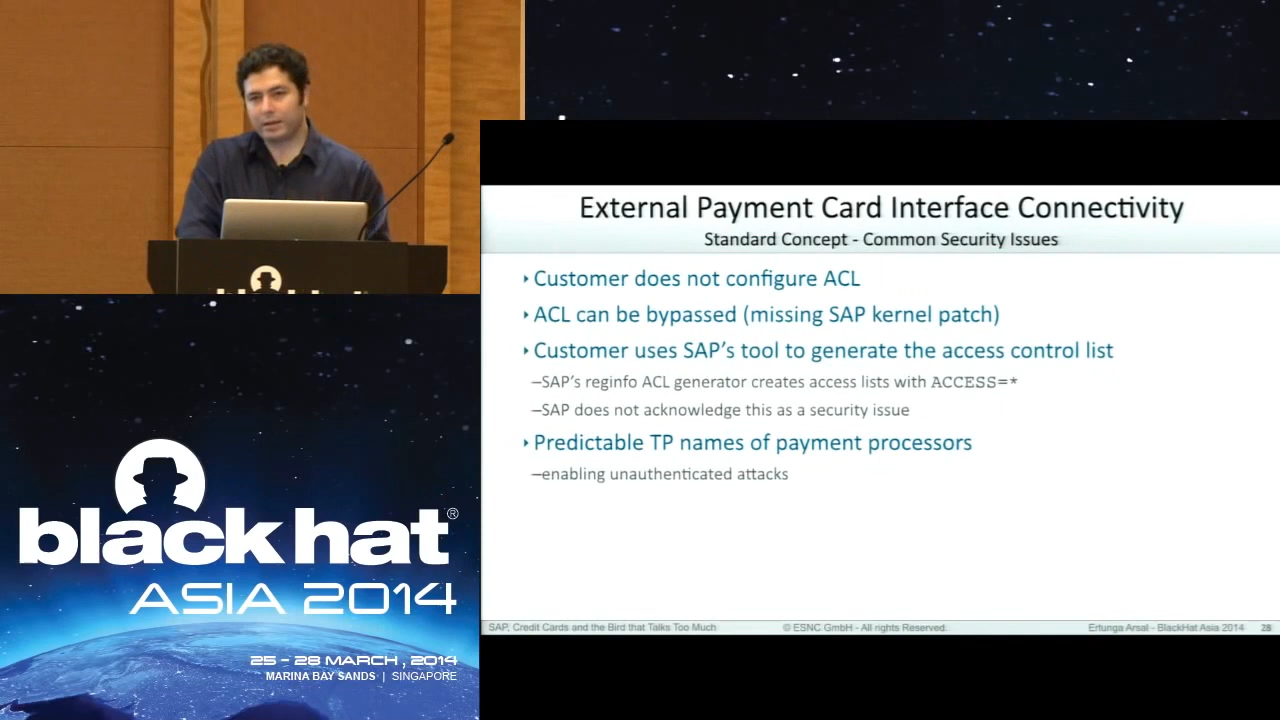 black hat
External Payment Card Interface Connectivity
Standard Concept - Common Security Issues
Customer does not configure ACL
ACL can be bypassed (missing SAP kernel patch)
Customer uses SAP's tool to generate the access control list
–SAP's reginfo ACL generator creates access lists with ACCESS=*
–SAP does not acknowledge this as a security issue
Predictable TP names of payment processors
–enabling unauthenticated attacks
SAP, Credit Cards and the Bird that Talks Too Much
© ESNC GmbH - All rights Reserved.
Ertunga Arsal - BlackHat Asia 2014 28
black hat®
ASIA 2014
25 - 28 MARCH, 2014
MARINA BAY SANDS | SINGAPORE